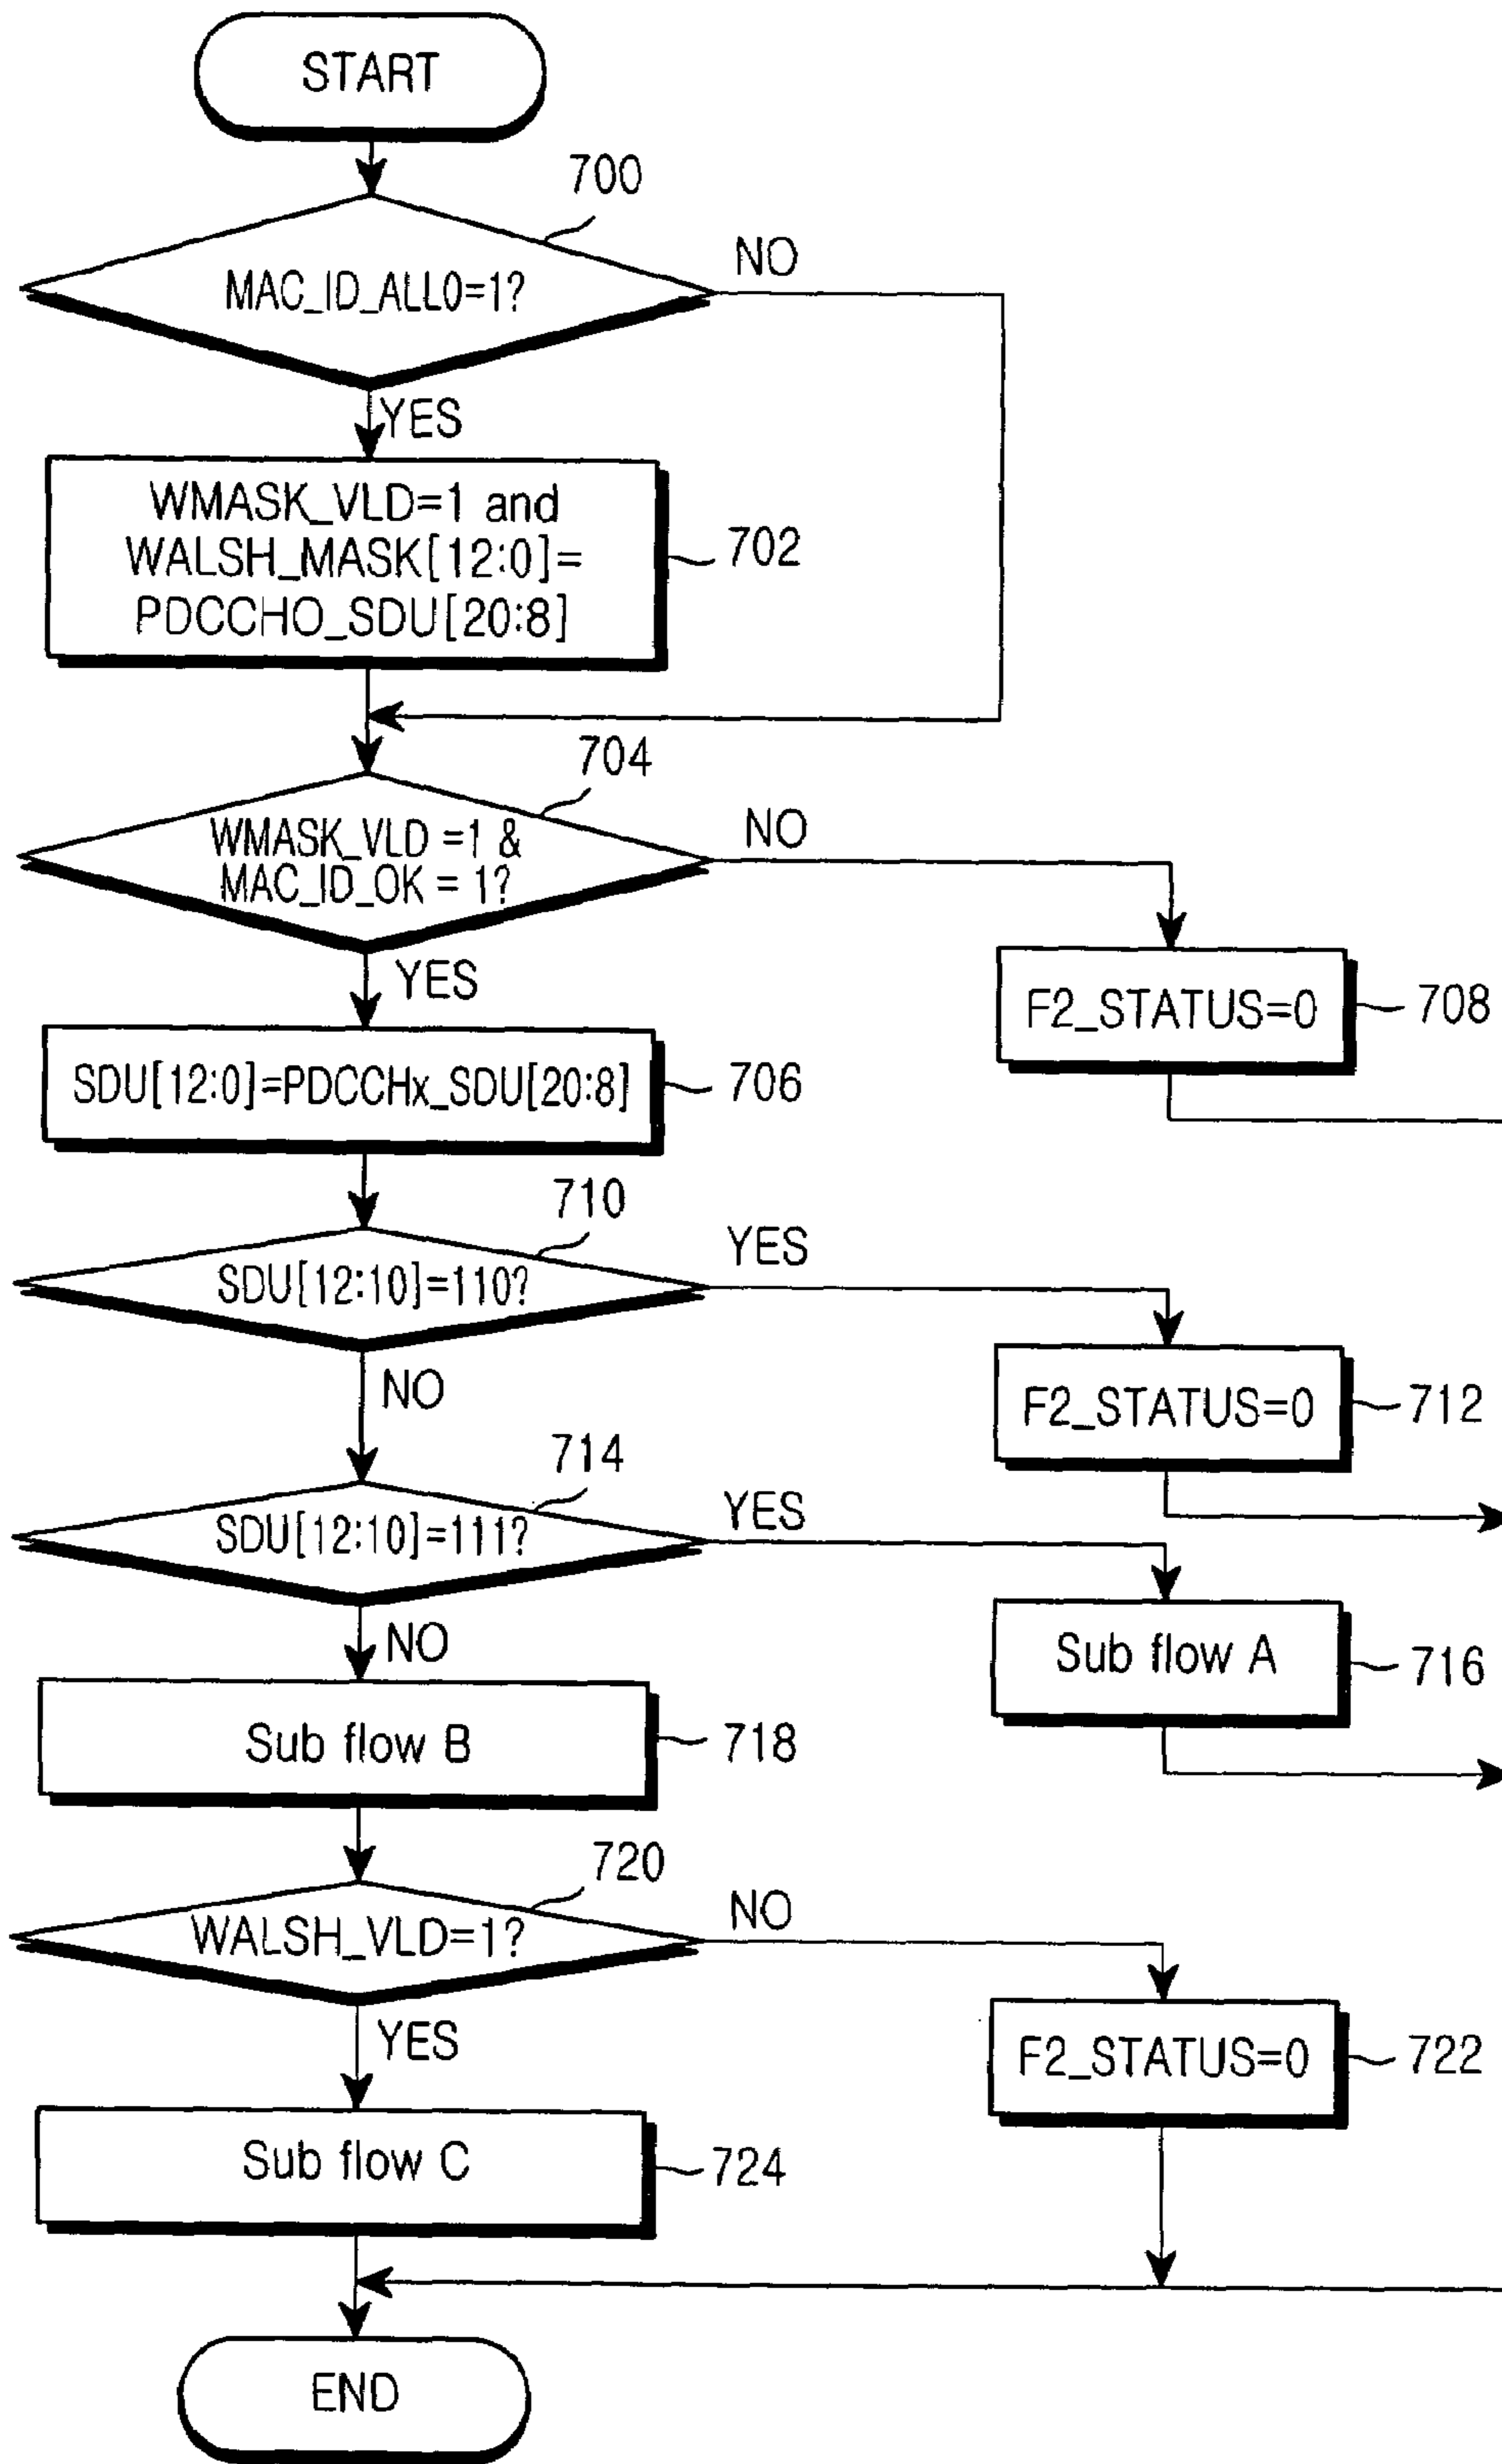 START
700
MAC_ID_ALL0=1?
NO
YES
WMASK_VLD=1 and
WALSH_MASK[12:0]=
PDCCHO_SDU[20:8]
702
704
WMASK_VLD =1 &
MAC_ID_OK = 1?
NO
YES
F2_STATUS=0
708
SDU[12:0]=PDCCHx_SDU[20:8]
706
710
SDU[12:10]=110?
YES
NO
F2_STATUS=0
712
714
SDU[12:10]=111?
YES
NO
Sub flow A
716
Sub flow B
718
720
WALSH_VLD=1?
NO
YES
F2_STATUS=0
722
Sub flow C
724
END